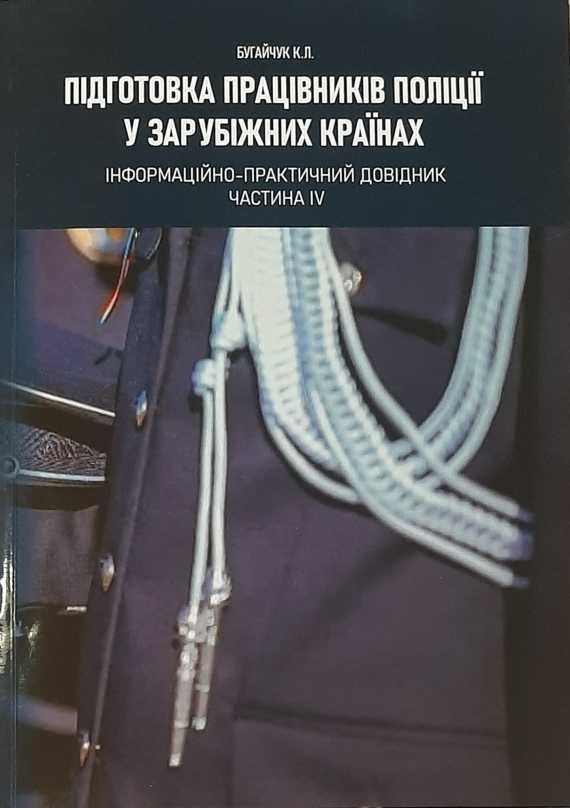 БУГАЙЧУК К.Л.
ПІДГОТОВКА ПРАЦІВНИКІВ ПОЛІЦІЇ
У ЗАРУБІЖНИХ КРАЇНАХ
ІНФОРМАЦІЙНО-ПРАКТИЧНИЙ ДОВІДНИК
ЧАСТИНА IV